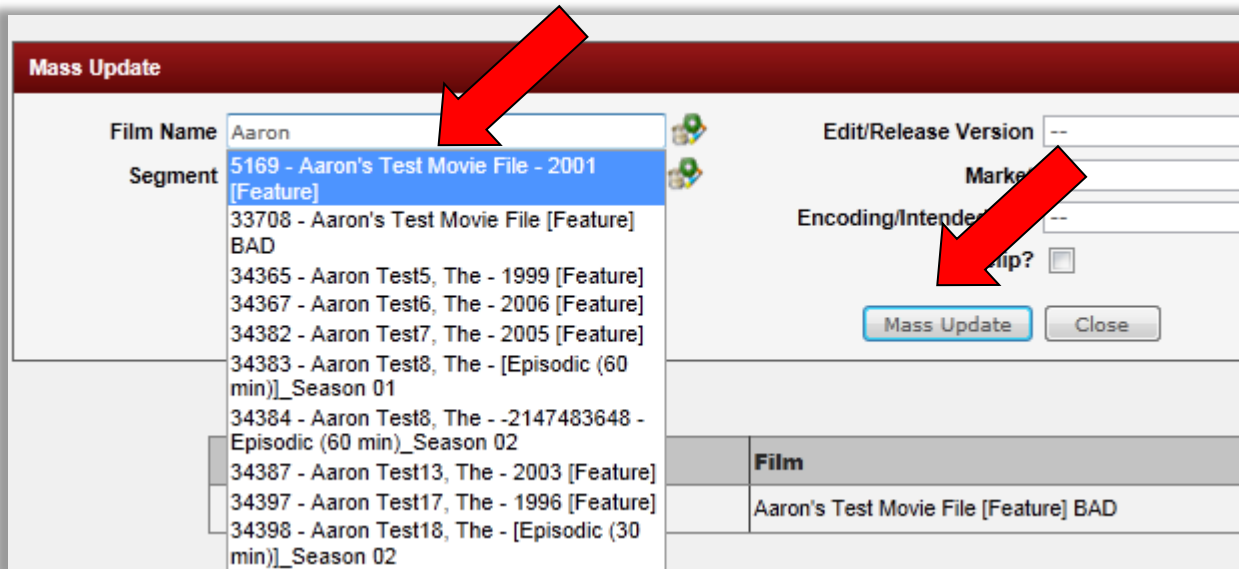 Mass Update
Film Name Aaron
Edit/Release Version --
Segment
Market
Encoding/Intended --
5169 - Aaron's Test Movie File - 2001
[Feature]
33708 - Aaron's Test Movie File [Feature]
BAD
34365 - Aaron Test5, The - 1999 [Feature]
34367 - Aaron Test6, The - 2006 [Feature]
34382 - Aaron Test7, The - 2005 [Feature]
34383 - Aaron Test8, The - [Episodic (60
min)]_Season 01
34384 - Aaron Test8, The - -2147483648 -
Episodic (60 min)_Season 02
34387 - Aaron Test13, The - 2003 [Feature]
34397 - Aaron Test17, The - 1996 [Feature]
34398 - Aaron Test18, The - [Episodic (30
min)]_Season 02
Mass Update Close
Film
Aaron's Test Movie File [Feature] BAD